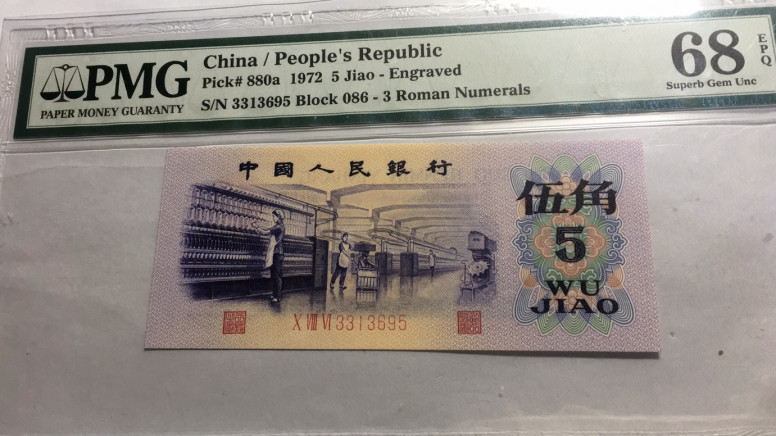 PMG
PAPER MONEY GUARANTY
China / People's Republic
Pick# 880a 1972 5 Jiao - Engraved
S/N 3313695 Block 086 - 3 Roman Numerals
68 EPQ
Superb Gem Unc
中國人民銀行
伍角
5
WU
JIAO
X VIII VI 3313695